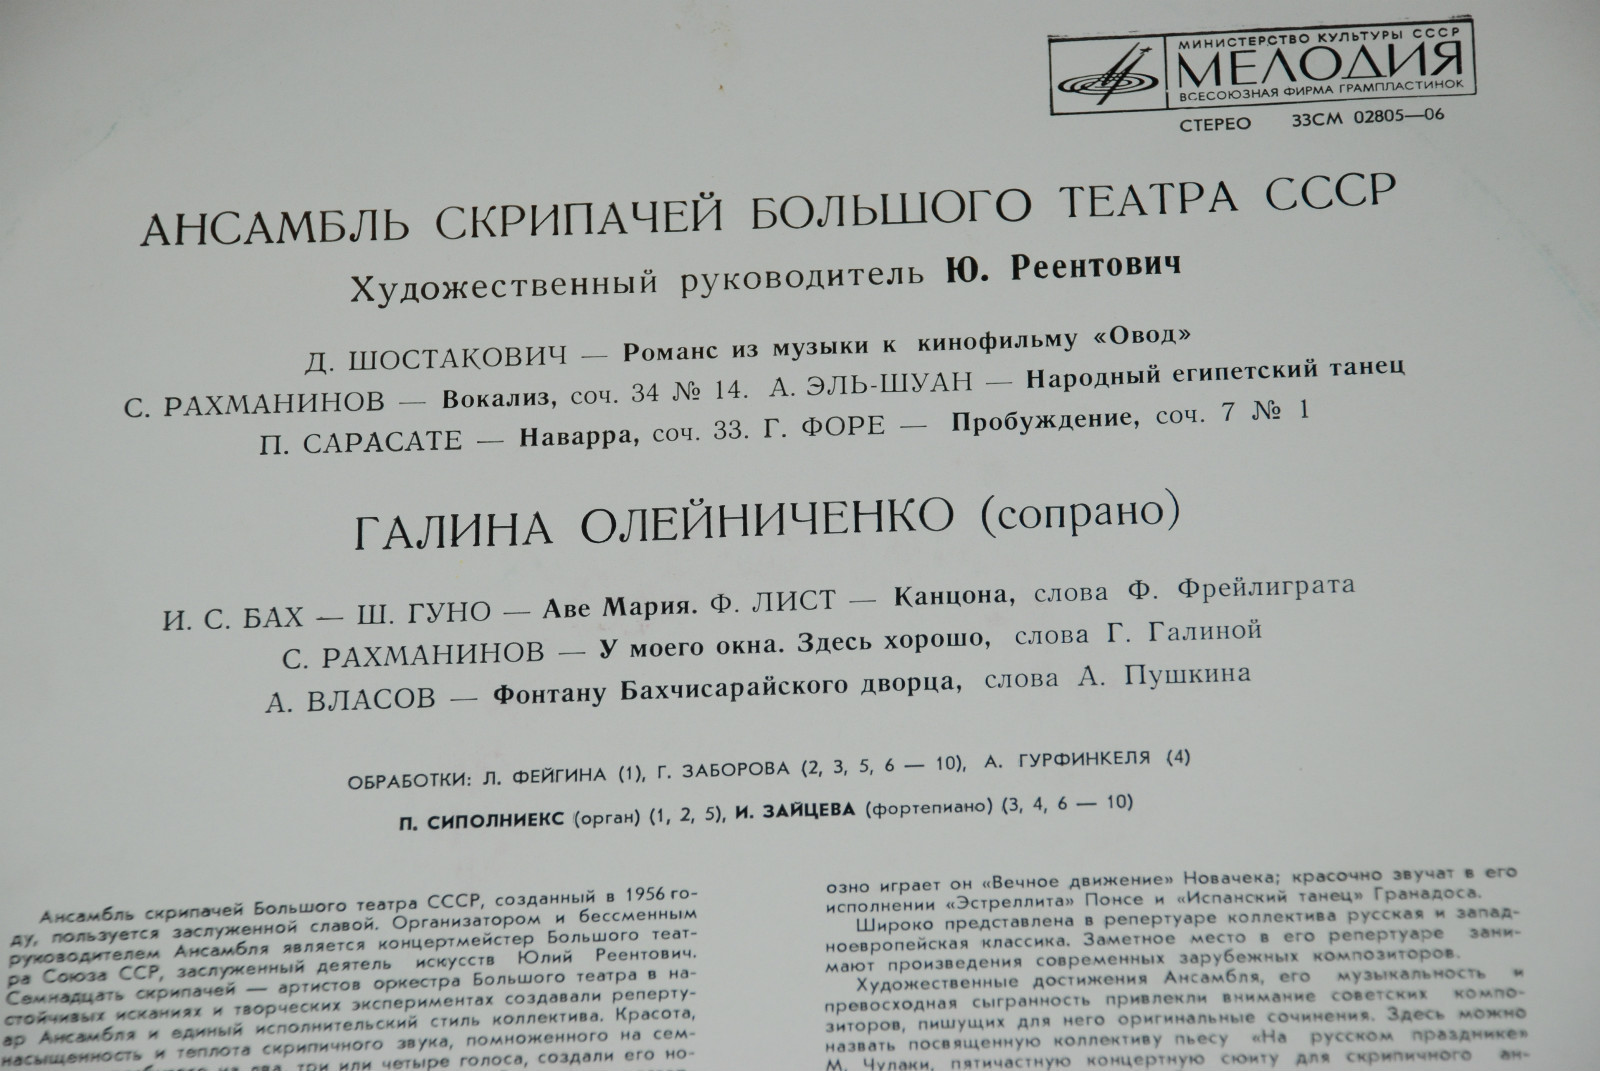 МИНИСТЕРСТВО КУЛЬТУРЫ СССР
МЕЛОДИЯ
ВСЕСОЮЗНАЯ ФИРМА ГРАМПЛАСТИНОК
СТЕРЕО 33СМ 02805—06
АНСАМБЛЬ СКРИПАЧЕЙ БОЛЬШОГО ТЕАТРА СССР
Художественный руководитель Ю. Реентович
Д. ШОСТАКОВИЧ — Романс из музыки к кинофильму «Овод»
С. РАХМАНИНОВ — Вокализ, соч. 34 № 14. А. ЭЛЬ-ШУАН — Народный египетский танец
П. САРАСАТЕ — Наварра, соч. 33. Г. ФОРЕ — Пробуждение, соч. 7 № 1
ГАЛИНА ОЛЕЙНИЧЕНКО (сопрано)
И. С. БАХ — Ш. ГУНО — Аве Мария. Ф. ЛИСТ — Канцона, слова Ф. Фрейлиграта
С. РАХМАНИНОВ — У моего окна. Здесь хорошо, слова Г. Галиной
А. ВЛАСОВ — Фонтану Бахчисарайского дворца, слова А. Пушкина
ОБРАБОТКИ: Л. ФЕЙГИНА (1), Г. ЗАБОРОВА (2, 3, 5, 6 — 10), А. ГУРФИНКЕЛЯ (4)
П. СИПОЛНИЕКС (орган) (1, 2, 5), И. ЗАЙЦЕВА (фортепиано) (3, 4, 6 — 10)
Ансамбль скрипачей Большого театра СССР, созданный в 1956 го-
ду, пользуется заслуженной славой. Организатором и бессменным
руководителем Ансамбля является концертмейстер Большого теат-
ра Союза ССР, заслуженный деятель искусств Юлий Реентович.
Семнадцать скрипачей — артистов оркестра Большого театра в на-
стойчивых исканиях и творческих экспериментах создавали реперту-
ар Ансамбля и единый исполнительский стиль коллектива. Красота,
насыщенность и теплота скрипичного звука, помноженного на сем-
на два, три или четыре голоса, создали его но-
озно играет он «Вечное движение» Новачека; красочно звучат в его
исполнении «Эстреллита» Понсе и «Испанский танец» Гранадоса.
Широко представлена в репертуаре коллектива русская и запад-
ноевропейская классика. Заметное место в его репертуаре зани-
мают произведения современных зарубежных композиторов.
Художественные достижения Ансамбля, его музыкальность и
превосходная сыгранность привлекли внимание советских компо-
зиторов, пишущих для него оригинальные сочинения. Здесь можно
назвать посвященную коллективу пьесу «На русском празднике»
М. Чулаки, пятичастную концертную сюиту для скрипичного ан-